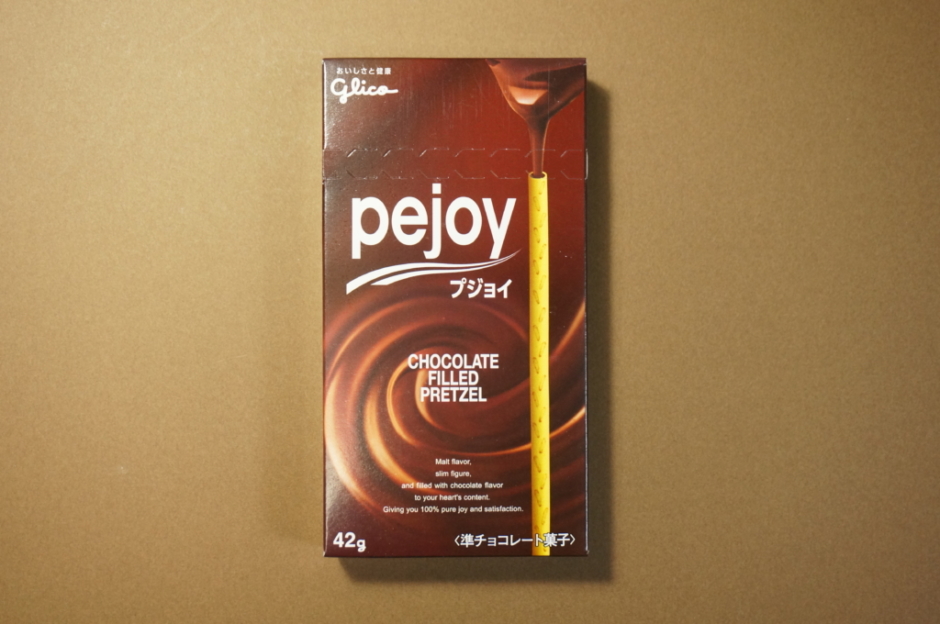 おいしさと健康
Glico
pejoy
プジョイ
CHOCOLATE
FILLED
PRETZEL
Malt flavor,
slim figure,
and filled with chocolate flavor
to your heart's content.
Giving you 100% pure joy and satisfaction.
42g
〈準チョコレート菓子〉